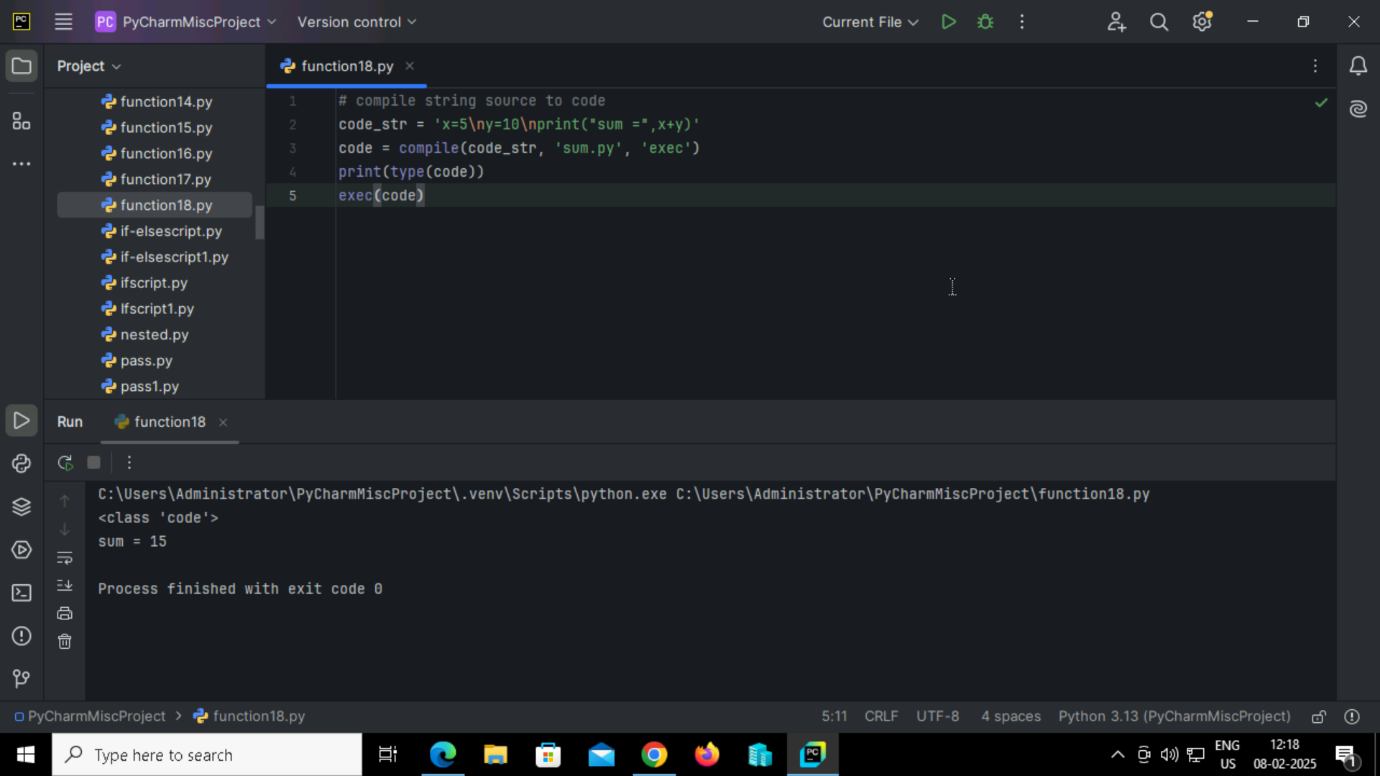 PC
PC PyCharmMiscProject Version control Current File
Project
function14.py
function15.py
function16.py
function17.py
function18.py
if-elsescript.py
if-elsescript1.py
ifscript.py
Ifscript1.py
nested.py
pass.py
pass1.py
function18.py
1 # compile string source to code
2 code_str = 'x=5\ny=10\nprint("sum =",x+y)'
3 code = compile(code_str, 'sum.py', 'exec')
4 print(type(code))
5 exec(code)
Run function18
C:\Users\Administrator\PyCharmMiscProject\.venv\Scripts\python.exe C:\Users\Administrator\PyCharmMiscProject\function18.py
<class 'code'>
sum = 15
Process finished with exit code 0
PyCharmMiscProject > function18.py 5:11 CRLF UTF-8 4 spaces Python 3.13 (PyCharmMiscProject)
Type here to search
PC
ENG
US
12:18
08-02-2025
1